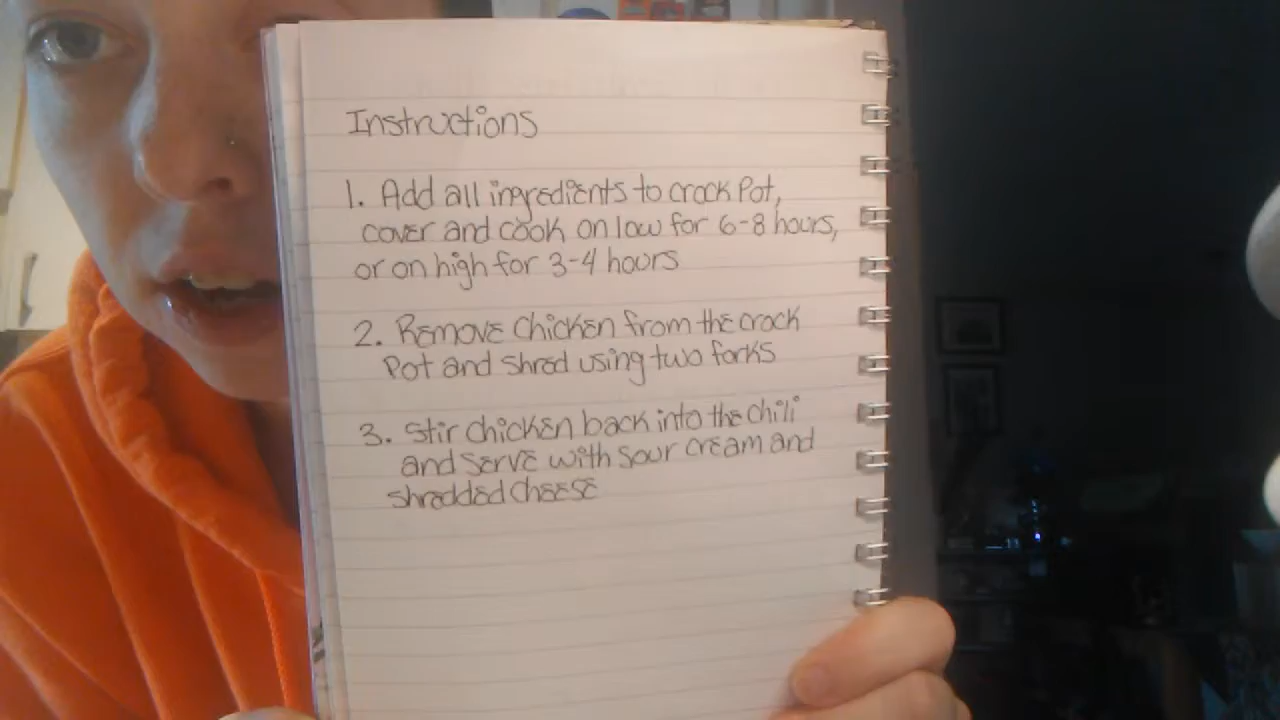 Instructions
1. Add all ingredients to crock Pot,
cover and cook on low for 6-8 hours,
or on high for 3-4 hours
2. Remove chicken from the crock
Pot and shred using two forks
3. Stir chicken back into the chili
and serve with sour cream and
shredded cheese